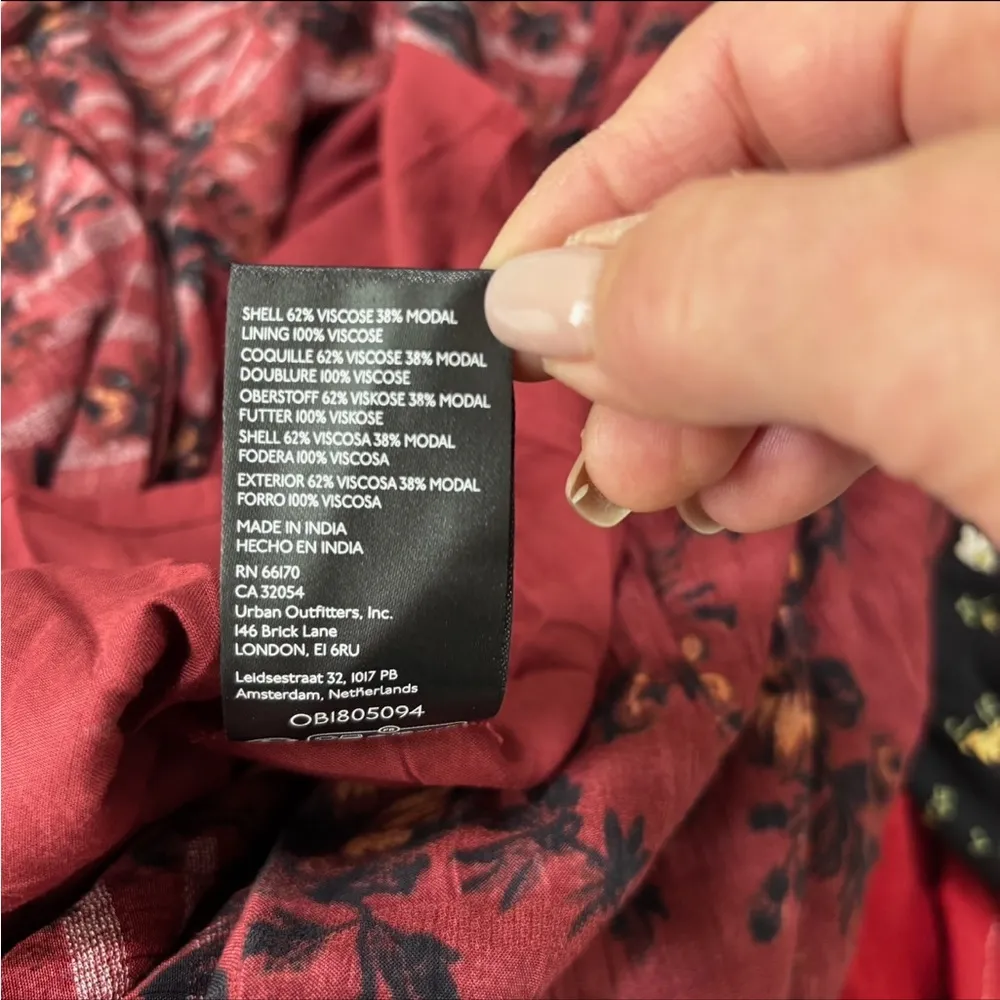 SHELL 62% VISCOSE 38% MODAL
LINING 100% VISCOSE
COQUILLE 62% VISCOSE 38% MODAL
DOUBLURE 100% VISCOSE
OBERSTOFF 62% VISKOSE 38% MODAL
FUTTER 100% VISKOSE
SHELL 62% VISCOSA 38% MODAL
FODERA 100% VISCOSA
EXTERIOR 62% VISCOSA 38% MODAL
FORRO 100% VISCOSA
MADE IN INDIA
HECHO EN INDIA
RN 66170
CA 32054
Urban Outfitters, Inc.
146 Brick Lane
LONDON, E1 6RU
Leidsestraat 32, 1017 PB
Amsterdam, Netherlands
OB1805094